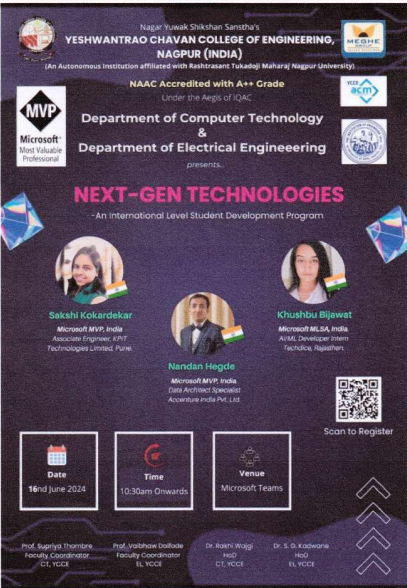 Nagar Yuwak Shikshan Sanstha's
YESHWANTRAO CHAVAN COLLEGE OF ENGINEERING,
NAGPUR (INDIA)
(An Autonomous Institution affiliated with Rashtrasant Tukadoji Maharaj Nagpur University)
MEGHE
GROUP
NAAC Accredited with A++ Grade
Under the Aegis of IQAC
YCCE
acm
MVP
Microsoft®
Most Valuable
Professional
Department of Computer Technology
&
Department of Electrical Engineeering
presents...
NEXT-GEN TECHNOLOGIES
-An International Level Student Development Program
Sakshi Kokardekar
Microsoft MVP, India
Associate Engineer, KPIT
Technologies Limited, Pune.
Khushbu Bijawat
Microsoft MLSA, India.
AI/ML Developer Intern
Techdice, Rajasthan.
Nandan Hegde
Microsoft MVP, India.
Data Architect Specialist
Accenture India Pvt. Ltd.
Scan to Register
Date
16nd June 2024
Time
10:30am Onwards
Venue
Microsoft Teams
Prof. Supriya Thombre
Faculty Coordinator
CT, YCCE
Prof. Vaibhaw Doifode
Faculty Coordinator
EL, YCCE
Dr. Rakhi Wajgi
HoD
CT, YCCE
Dr. S. G. Kadwane
HoD
EL, YCCE